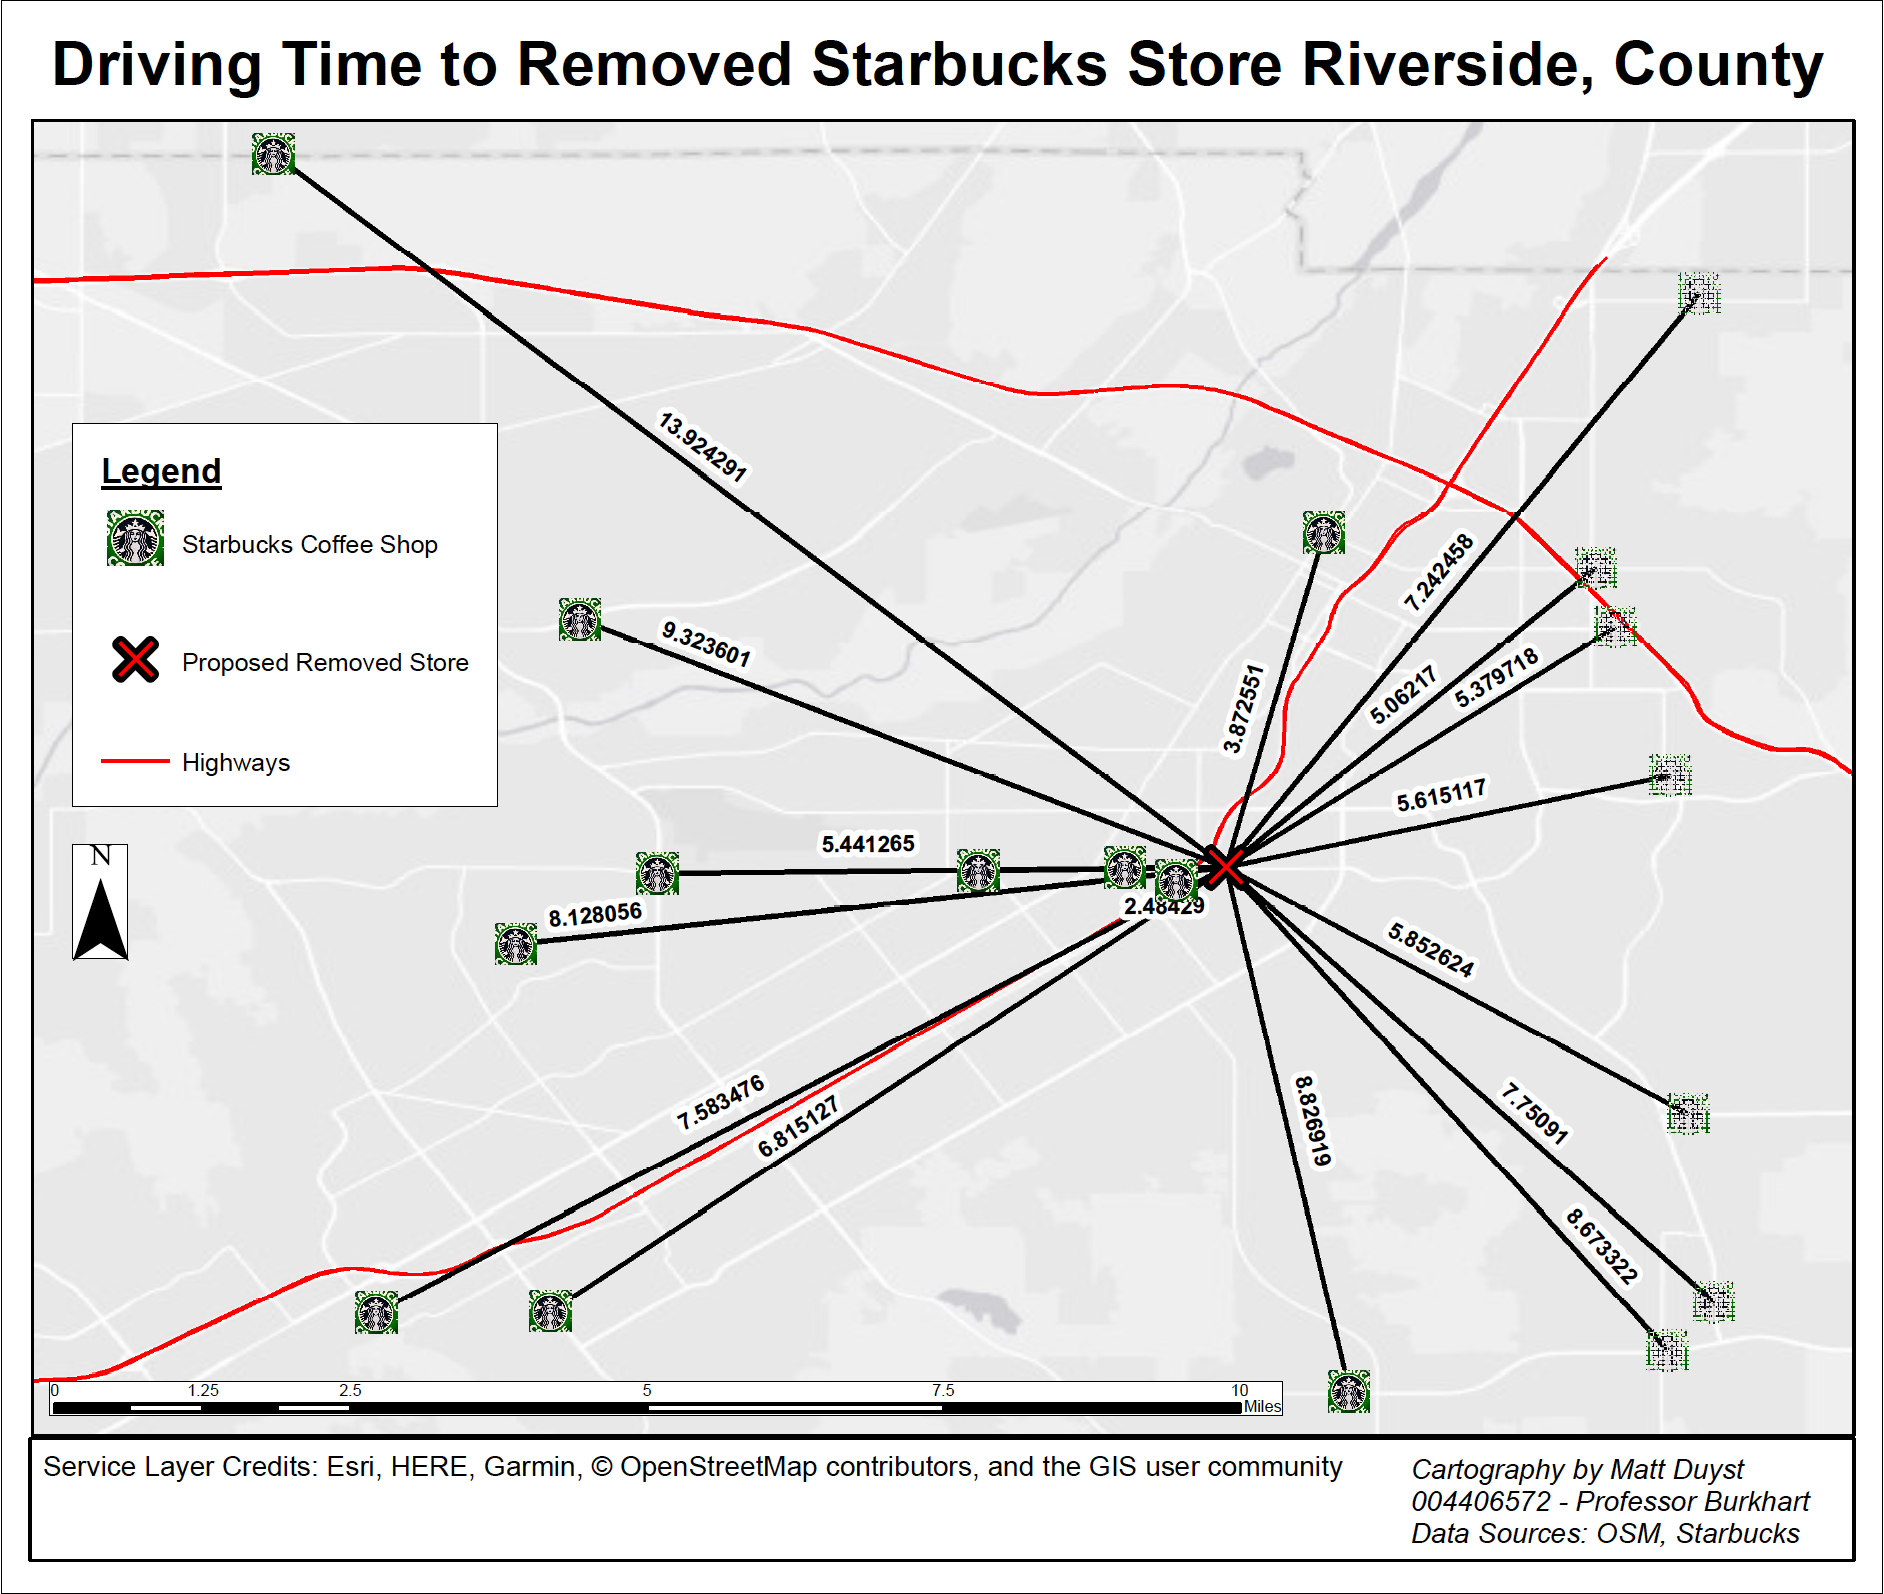 Driving Time to Removed Starbucks Store Riverside, County
13.924291
Legend
Starbucks Coffee Shop
Proposed Removed Store
Highways
9.323601
7.242458
3.872551
5.06217
5.379718
5.615117
5.441265
8.128056
2.48429
N
5.852624
7.583476
6.815127
8.826919
7.75091
8.673322
0 1.25 2.5 5 7.5 10
Miles
Service Layer Credits: Esri, HERE, Garmin, © OpenStreetMap contributors, and the GIS user community
Cartography by Matt Duyst
004406572 - Professor Burkhart
Data Sources: OSM, Starbucks